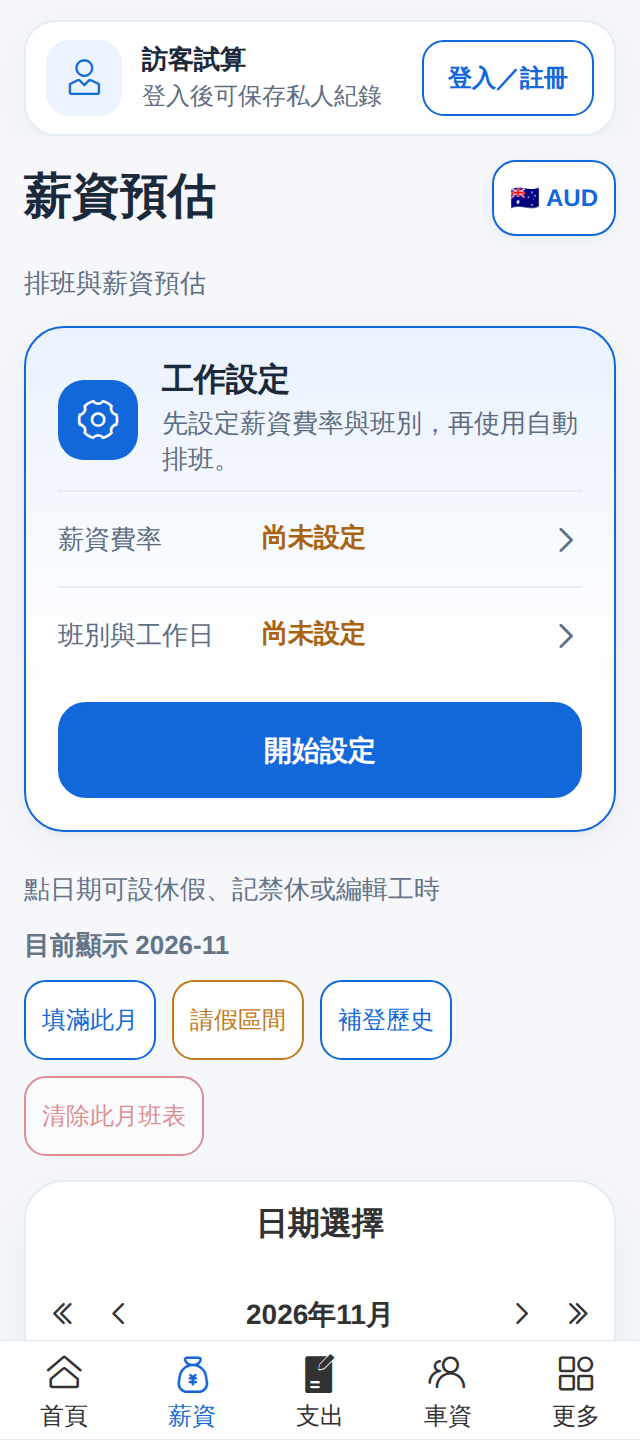 訪客試算
登入後可保存私人紀錄
登入／註冊
薪資預估
🇦🇺 AUD
排班與薪資預估
工作設定
先設定薪資費率與班別，再使用自動
排班。
薪資費率 尚未設定
班別與工作日 尚未設定
開始設定
點日期可設休假、記禁休或編輯工時
目前顯示 2026-11
填滿此月 請假區間 補登歷史
清除此月班表
日期選擇
2026年11月
首頁 薪資 支出 車資 更多